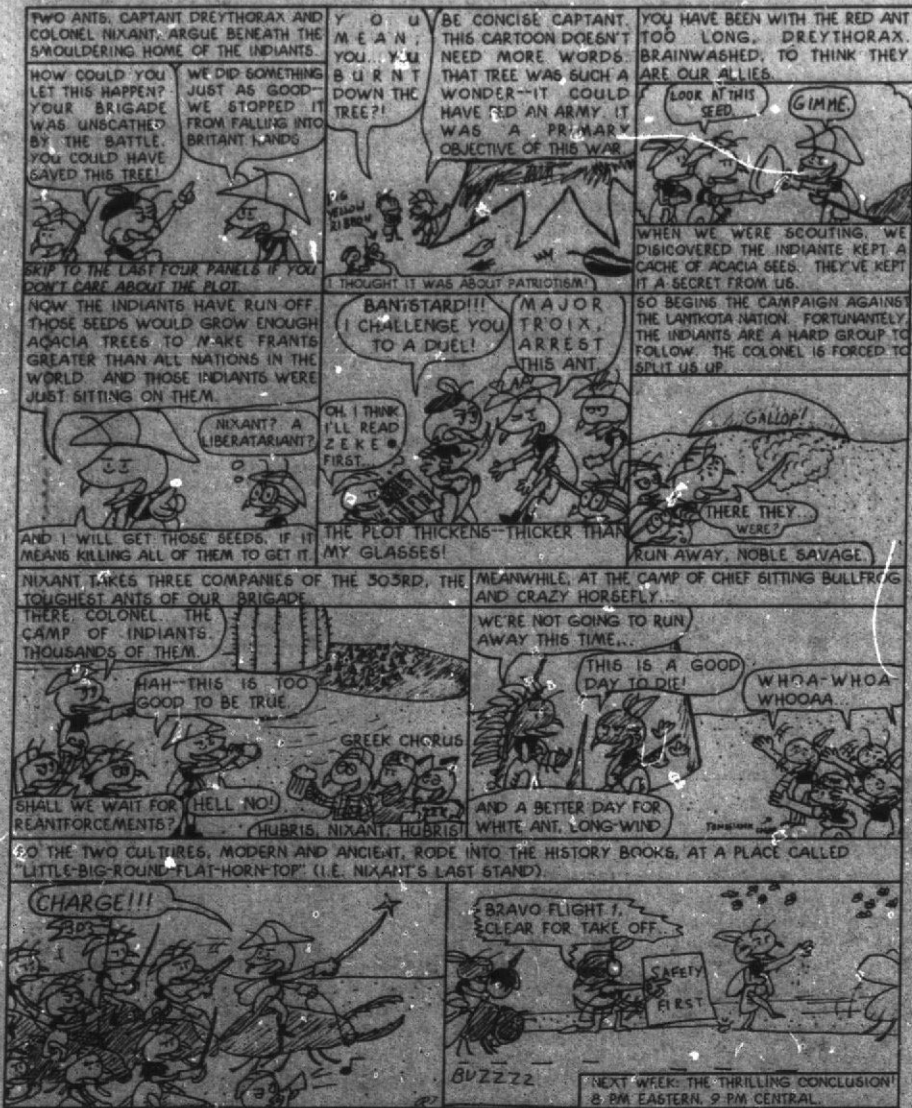 TWO ANTS, CAPTANT DREYTHORAX AND
COLONEL NIXANT, ARGUE BENEATH THE
SMOULDERING HOME OF THE INDIANTS.
HOW COULD YOU
LET THIS HAPPEN?
YOUR BRIGADE
WAS UNSCATHED
BY THE BATTLE.
YOU COULD HAVE
SAVED THIS TREE!
WE DID SOMETHING
JUST AS GOOD--
WE STOPPED IT
FROM FALLING INTO
BRITANT HANDS
SKIP TO THE LAST FOUR PANELS IF YOU
DON'T CARE ABOUT THE PLOT.
YOU
MEAN,
YOU... YOU
BURNT
DOWN THE
TREE?!
BE CONCISE CAPTANT.
THIS CARTOON DOESN'T
NEED MORE WORDS.
THAT TREE WAS SUCH A
WONDER--IT COULD
HAVE FED AN ARMY. IT
WAS A PRIMARY
OBJECTIVE OF THIS WAR
BIG
YELLOW
RIBBON
I THOUGHT IT WAS ABOUT PATRIOTISM!
YOU HAVE BEEN WITH THE RED ANT
TOO LONG, DREYTHORAX.
BRAINWASHED, TO THINK THEY
ARE OUR ALLIES.
LOOK AT THIS
SEED.
GIMME.
WHEN WE WERE SCOUTING, WE
DISICOVERED THE INDIANTE KEPT A
CACHE OF ACACIA SEES. THEY'VE KEPT
IT A SECRET FROM US.
NOW THE INDIANTS HAVE RUN OFF
THOSE SEEDS WOULD GROW ENOUGH
ACACIA TREES TO MAKE FRANTS
GREATER THAN ALL NATIONS IN THE
WORLD AND THOSE INDIANTS WERE
JUST SITTING ON THEM.
NIXANT? A
LIBERATARIANT?
AND I WILL GET THOSE SEEDS, IF IT
MEANS KILLING ALL OF THEM TO GET IT.
BANTSTARD!!!
I CHALLENGE YOU
TO A DUEL!
MAJOR
TROIX,
ARREST
THIS ANT
OH, I THINK
I'LL READ
ZEKE
FIRST...
THE PLOT THICKENS--THICKER THAN
MY GLASSES!
SO BEGINS THE CAMPAIGN AGAINST
THE LANTKOTA NATION. FORTUNANTELY,
THE INDIANTS ARE A HARD GROUP TO
FOLLOW. THE COLONEL IS FORCED TO
SPLIT US UP.
GALLOP!
THERE THEY...
WERE?
RUN AWAY, NOBLE SAVAGE.
NIXANT TAKES THREE COMPANIES OF THE 303RD, THE
TOUGHEST ANTS OF OUR BRIGADE
THERE, COLONEL. THE
CAMP OF INDIANTS.
THOUSANDS OF THEM.
HAH--THIS IS TOO
GOOD TO BE TRUE.
GREEK CHORUS
SHALL WE WAIT FOR
REANTFORCEMENTS?
HELL NO!
HUBRIS, NIXANT, HUBRIS!
MEANWHILE, AT THE CAMP OF CHIEF SITTING BULLFROG
AND CRAZY HORSEFLY...
WE'RE NOT GOING TO RUN
AWAY THIS TIME...
THIS IS A GOOD
DAY TO DIE!
WHOA-WHOA-
WHOOAA...
AND A BETTER DAY FOR
WHITE ANT, LONG-WIND
SO THE TWO CULTURES, MODERN AND ANCIENT, RODE INTO THE HISTORY BOOKS, AT A PLACE CALLED
"LITTLE-BIG-ROUND-FLAT-HORN-TOP" (I.E. NIXANT'S LAST STAND).
CHARGE!!!
303
BRAVO FLIGHT 1,
CLEAR FOR TAKE OFF...
SAFETY
FIRST
BUZZZZ
NEXT WEEK: THE THRILLING CONCLUSION!
8 PM EASTERN, 9 PM CENTRAL.